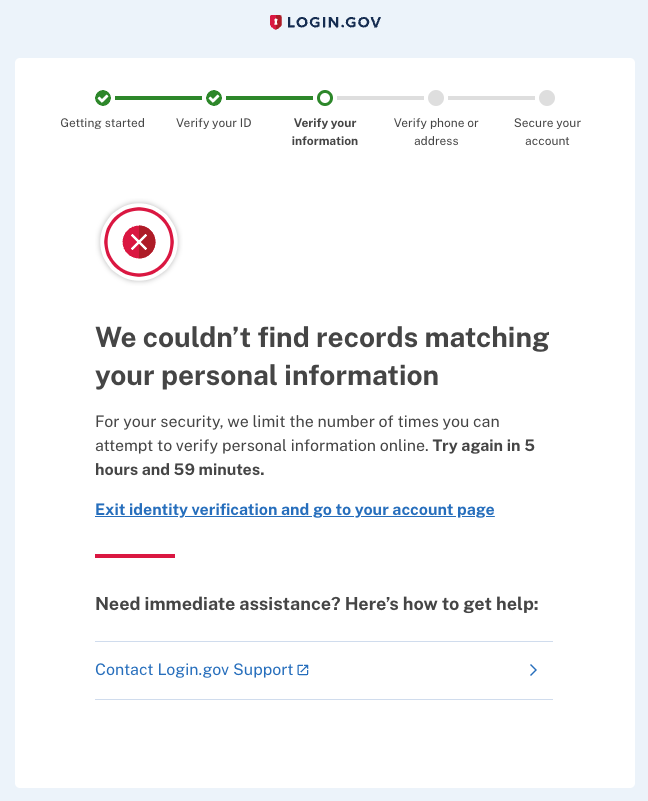 LOGIN.GOV
Getting started
Verify your ID
Verify your
information
Verify phone or
address
Secure your
account
We couldn’t find records matching
your personal information
For your security, we limit the number of times you can
attempt to verify personal information online. Try again in 5
hours and 59 minutes.
Exit identity verification and go to your account page
Need immediate assistance? Here’s how to get help:
Contact Login.gov Support